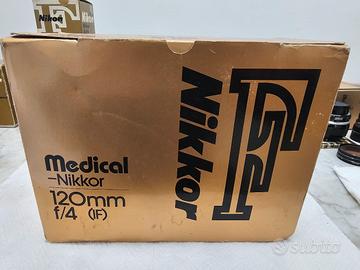 Nikon
Medical
-Nikkor
120mm
f/4 (IF)
Nikkor
F
subito